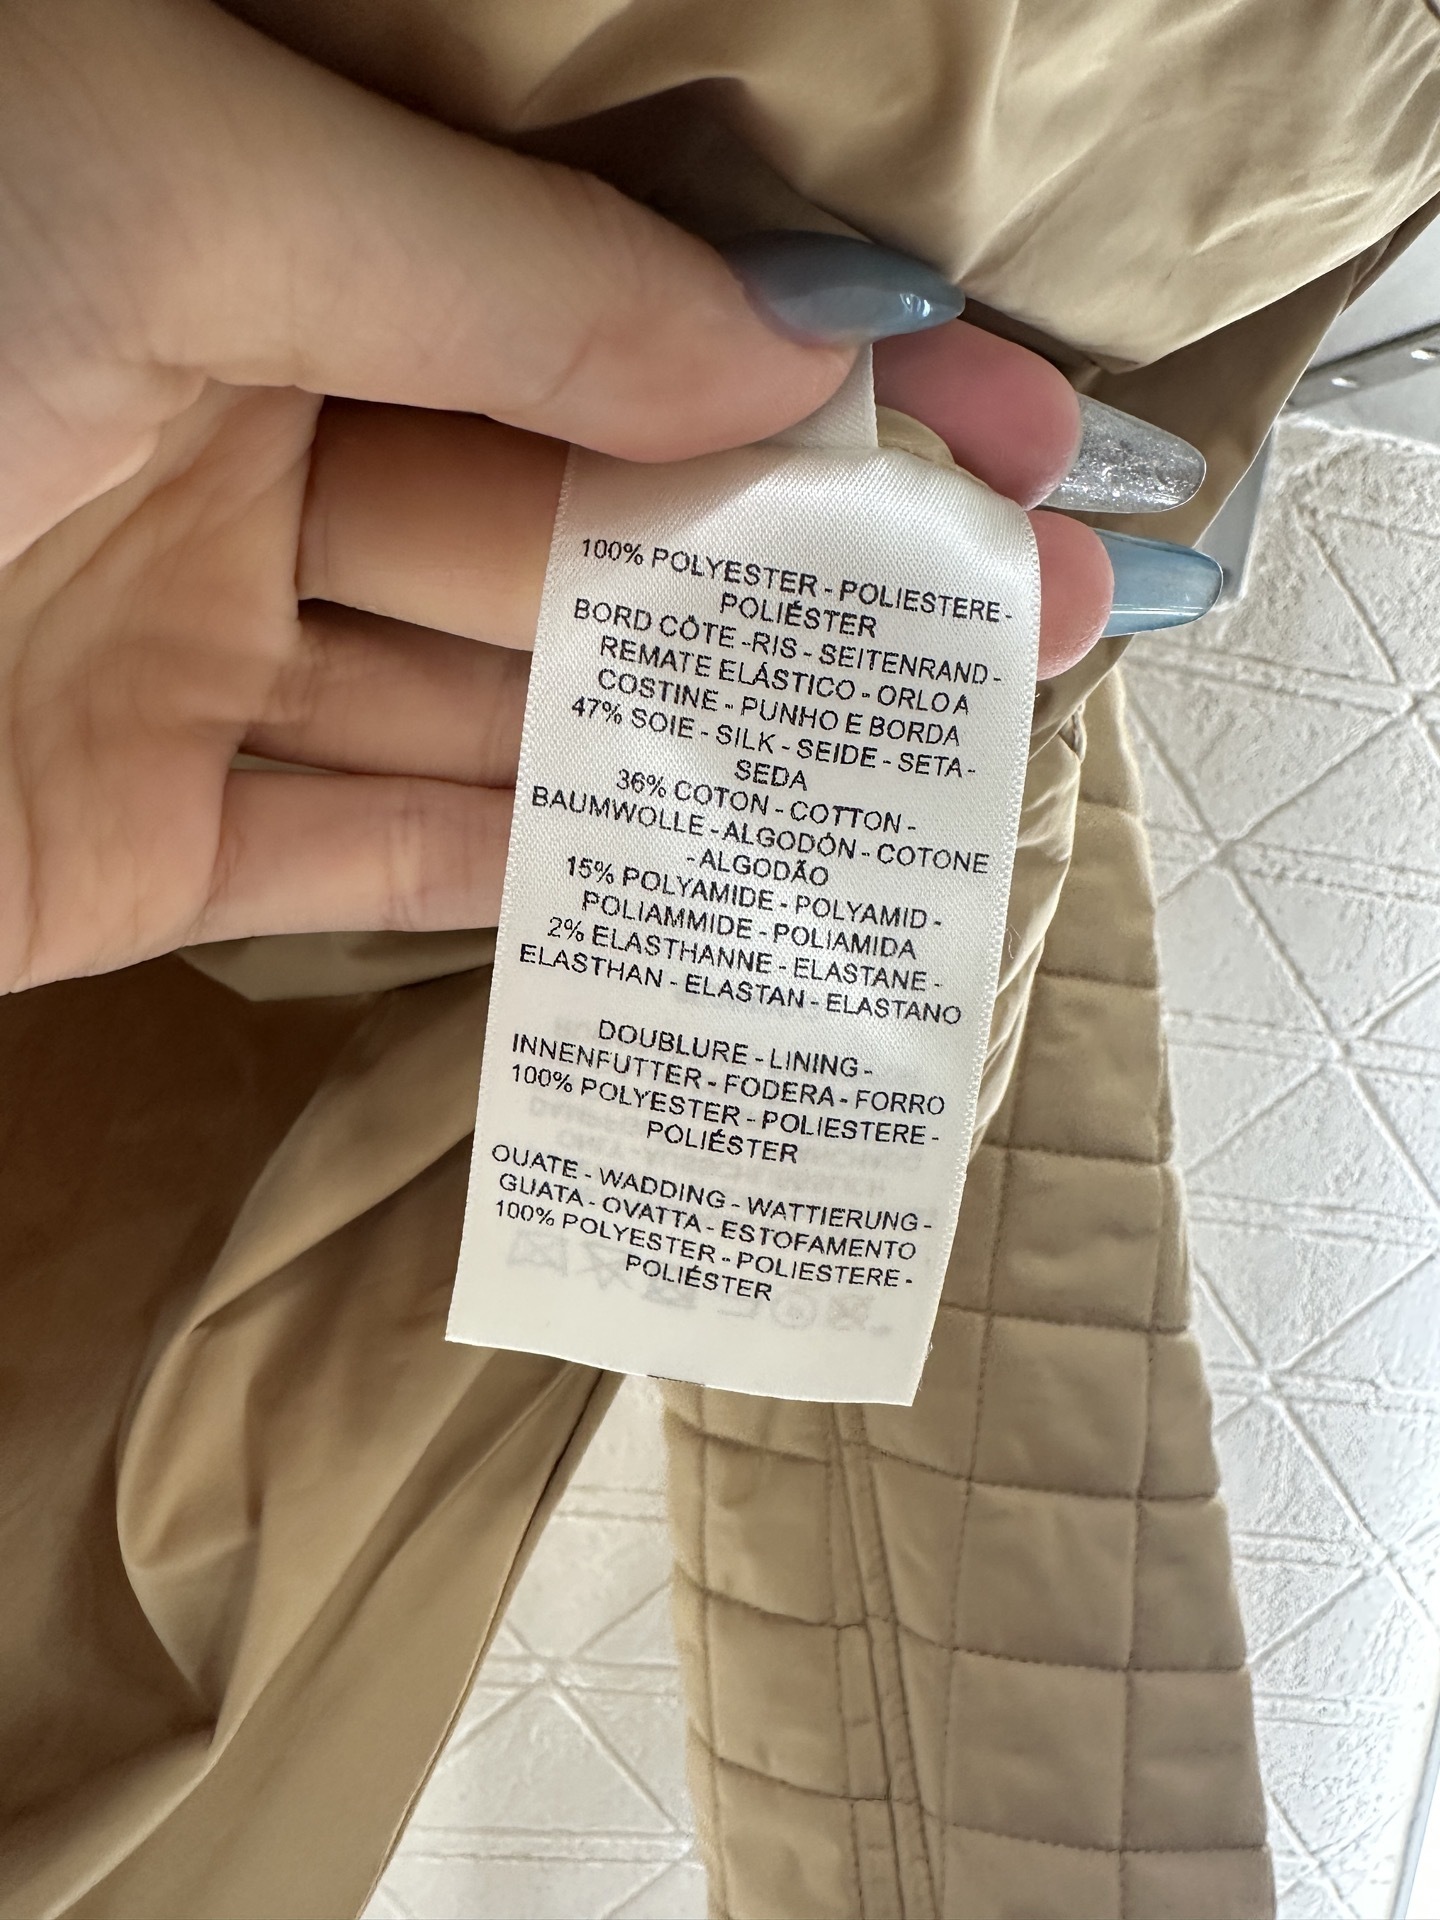 100% POLYESTER - POLIESTERE -
POLIÉSTER
BORD CÔTE -RIS - SEITENRAND -
REMATE ELÁSTICO - ORLO A
COSTINE - PUNHO E BORDA
47% SOIE - SILK - SEIDE - SETA -
SEDA
36% COTON - COTTON -
BAUMWOLLE - ALGODÓN - COTONE
- ALGODÃO
15% POLYAMIDE - POLYAMID -
POLIAMMIDE - POLIAMIDA
2% ELASTHANNE - ELASTANE -
ELASTHAN - ELASTAN - ELASTANO
DOUBLURE - LINING -
INNENFUTTER - FODERA - FORRO
100% POLYESTER - POLIESTERE -
POLIÉSTER
OUATE - WADDING - WATTIERUNG -
GUATA - OVATTA - ESTOFAMENTO
100% POLYESTER - POLIESTERE -
POLIÉSTER